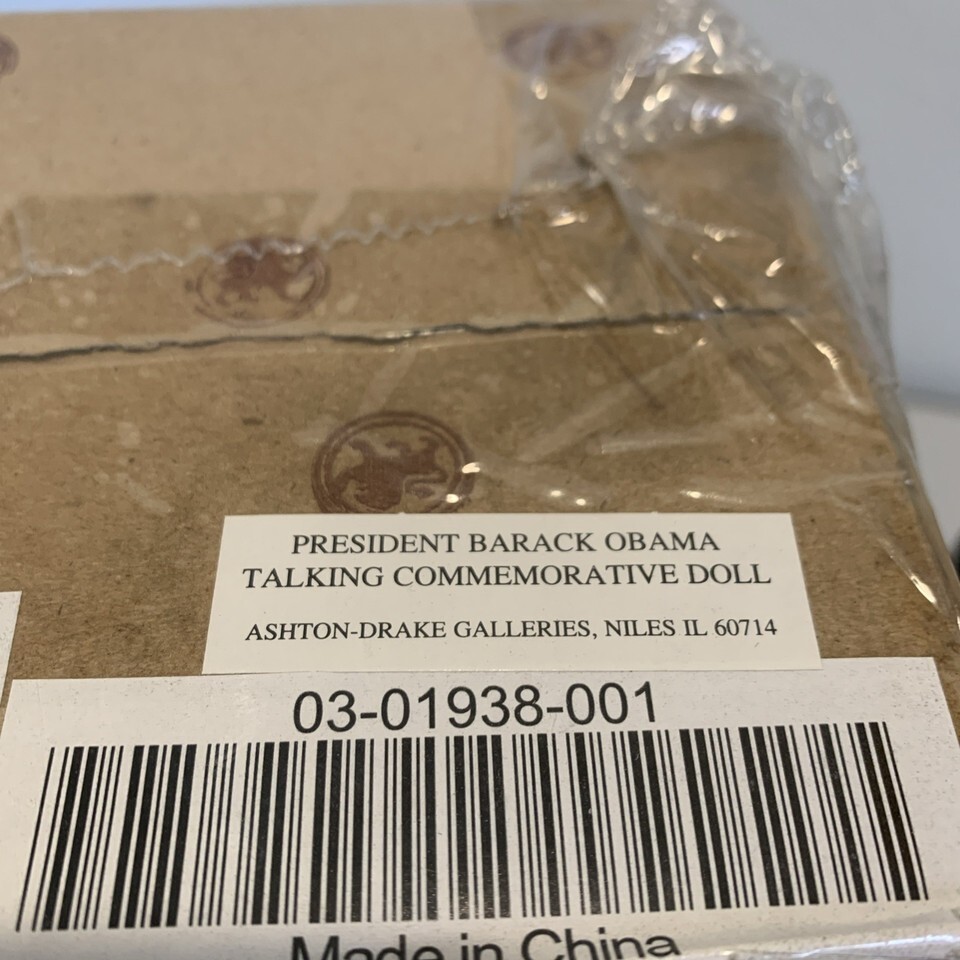 PRESIDENT BARACK OBAMA
TALKING COMMEMORATIVE DOLL
ASHTON-DRAKE GALLERIES, NILES IL 60714
03-01938-001
Made in China